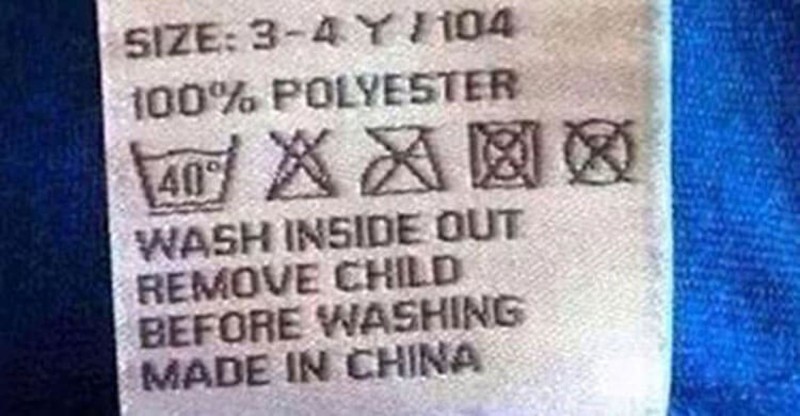 SIZE: 3-4 Y / 104
100% POLYESTER
40°
WASH INSIDE OUT
REMOVE CHILD
BEFORE WASHING
MADE IN CHINA